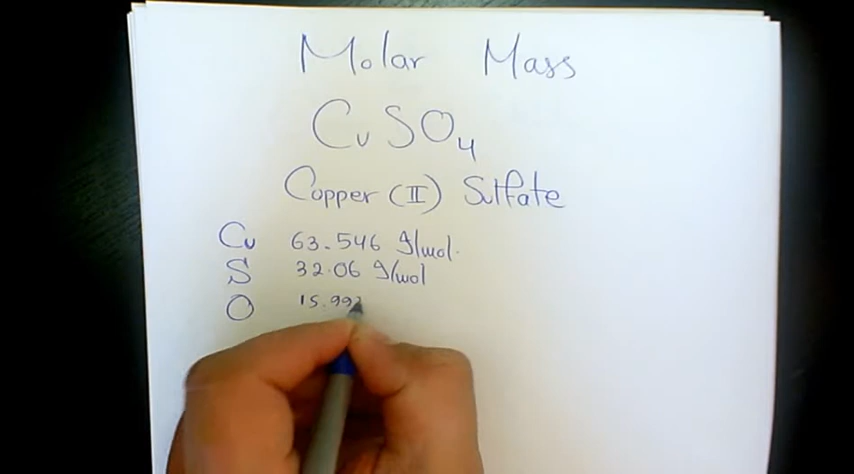 Molar Mass
CuSO4
Copper (II) Sulfate
Cu 63.546 g/mol.
S 32.06 g/mol
O